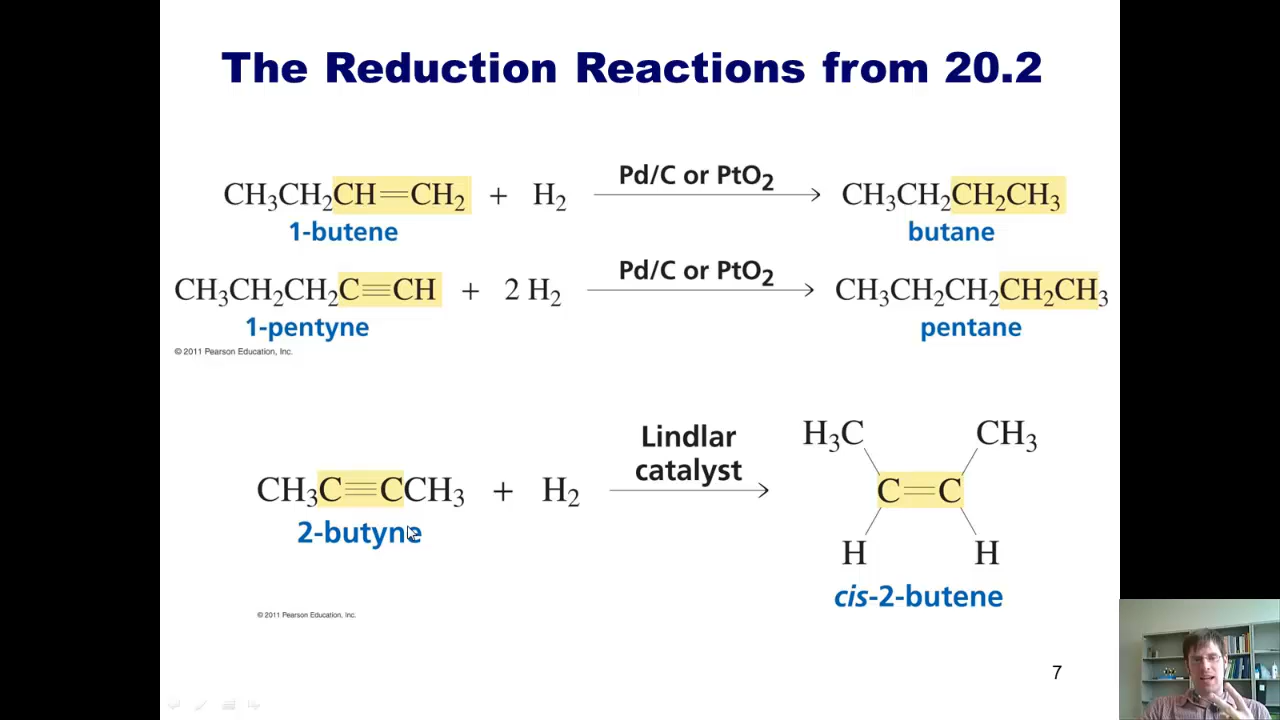 The Reduction Reactions from 20.2
CH₃CH₂CH=CH₂ + H₂ Pd/C or PtO₂ CH₃CH₂CH₂CH₃
1-butene butane
CH₃CH₂CH₂C≡CH + 2 H₂ Pd/C or PtO₂ CH₃CH₂CH₂CH₂CH₃
1-pentyne pentane
© 2011 Pearson Education, Inc.
H₃C CH₃
Lindlar
catalyst
CH₃C≡CCH₃ + H₂ C=C
2-butyne
H H
cis-2-butene
© 2011 Pearson Education, Inc.
7